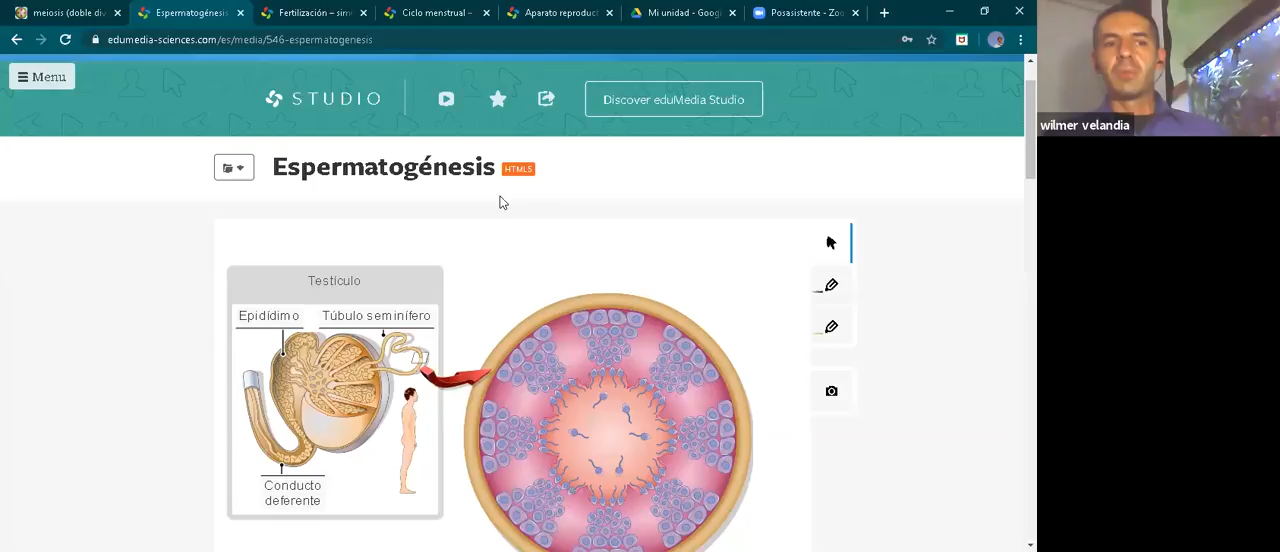 meiosis (doble div
Espermatogénesis
Fertilización – sim
Ciclo menstrual –
Aparato reproduct
Mi unidad - Googl
Posasistente - Zoo
edumedia-sciences.com/es/media/546-espermatogenesis
Menu
STUDIO
Discover eduMedia Studio
wilmer velandia
Espermatogénesis HTML5
Testículo
Epidídimo Túbulo seminífero
Conducto
deferente